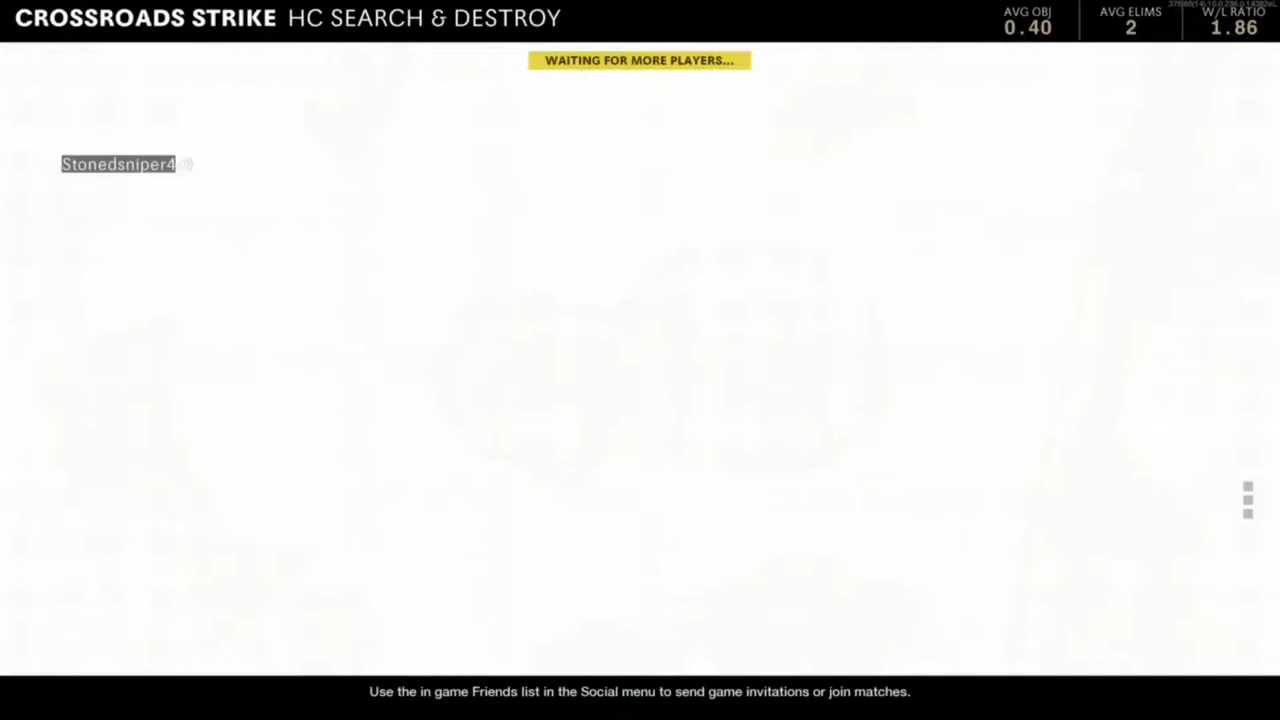 CROSSROADS STRIKE HC SEARCH & DESTROY
AVG OBJ AVG ELIMS W/L RATIO
0.40 2 1.86
WAITING FOR MORE PLAYERS...
Stonedsniper4
Use the in game Friends list in the Social menu to send game invitations or join matches.